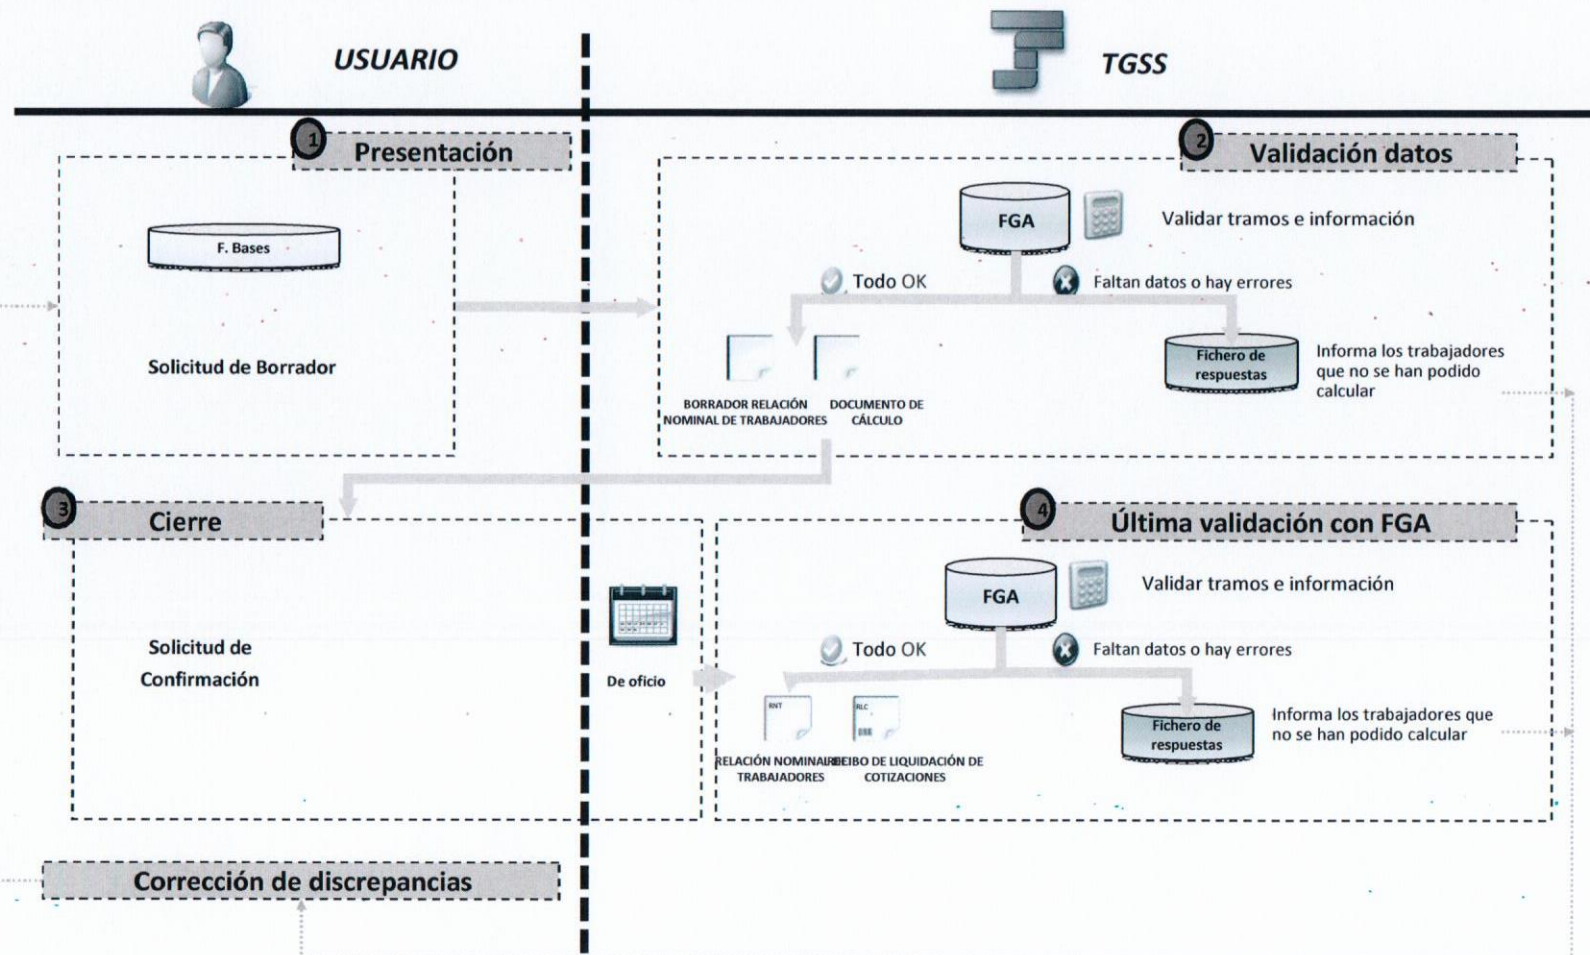 USUARIO
TGSS
1
Presentación
F. Bases
Solicitud de Borrador
2
Validación datos
FGA
Validar tramos e información
Todo OK
Faltan datos o hay errores
BORRADOR RELACIÓN
NOMINAL DE TRABAJADORES
DOCUMENTO DE
CÁLCULO
Fichero de
respuestas
Informa los trabajadores
que no se han podido
calcular
3
Cierre
Solicitud de
Confirmación
De oficio
4
Última validación con FGA
FGA
Validar tramos e información
Todo OK
Faltan datos o hay errores
RNT
RLC
RELACIÓN NOMINAL DE
TRABAJADORES
RECIBO DE LIQUIDACIÓN DE
COTIZACIONES
Fichero de
respuestas
Informa los trabajadores que
no se han podido calcular
Corrección de discrepancias